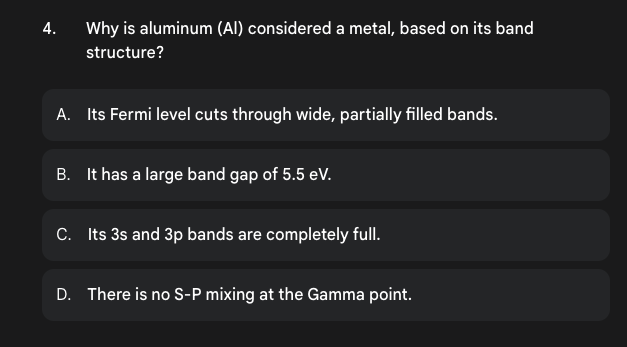 4. Why is aluminum (Al) considered a metal, based on its band
structure?
A. Its Fermi level cuts through wide, partially filled bands.
B. It has a large band gap of 5.5 eV.
C. Its 3s and 3p bands are completely full.
D. There is no S-P mixing at the Gamma point.